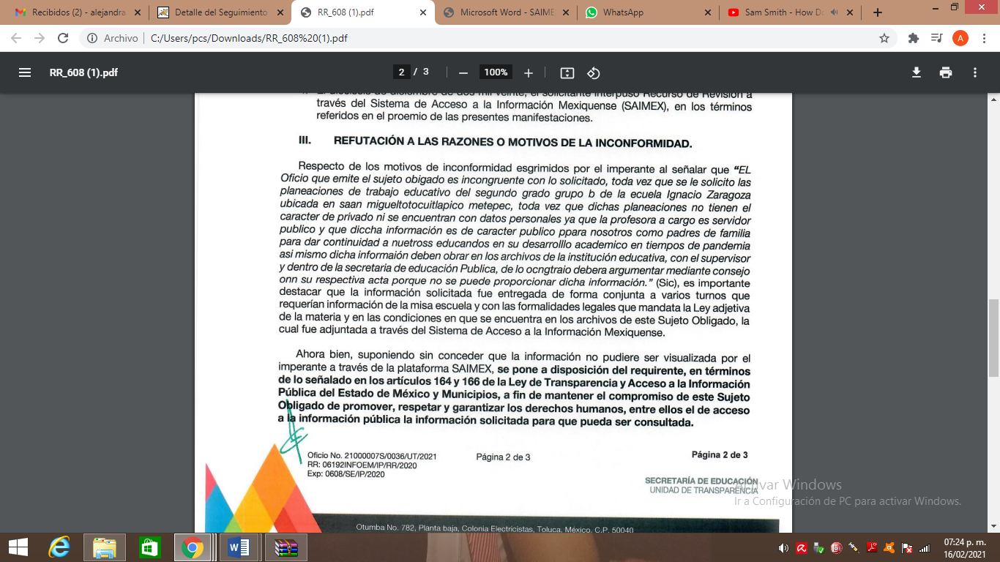 Recibidos (2) - alejandra
Detalle del Seguimiento
RR_608 (1).pdf
Microsoft Word - SAIME
WhatsApp
Sam Smith - How Do
Archivo
C:/Users/pcs/Downloads/RR_608%20(1).pdf
A
RR_608 (1).pdf
2 / 3
100%
El dieciséis de diciembre de dos mil veinte, el solicitante interpuso Recurso de Revisión a
través del Sistema de Acceso a la Información Mexiquense (SAIMEX), en los términos
referidos en el proemio de las presentes manifestaciones.
III. REFUTACIÓN A LAS RAZONES O MOTIVOS DE LA INCONFORMIDAD.
Respecto de los motivos de inconformidad esgrimidos por el imperante al señalar que “EL
Oficio que emite el sujeto obigado es incongruente con lo solicitado, toda vez que se le solicito las
planeaciones de trabajo educativo del segundo grado grupo b de la ecuela Ignacio Zaragoza
ubicada en saan migueltotocuitlapico metepec, toda vez que dichas planeaciones no tienen el
caracter de privado ni se encuentran con datos personales ya que la profesora a cargo es servidor
publico y que diccha información es de caracter publico ppara nosotros como padres de familia
para dar continuidad a nuetross educandos en su desarrolllo academico en tiempos de pandemia
asi mismo dicha informaión deben obrar en los archivos de la institución educativa, con el supervisor
y dentro de la secretaria de educación Publica, de lo ocngtraio debera argumentar mediante consejo
onn su respectiva acta porque no se puede proporcionar dicha información.” (Sic), es importante
destacar que la información solicitada fue entregada de forma conjunta a varios turnos que
requerían información de la misa escuela y con las formalidades legales que mandata la Ley adjetiva
de la materia y en las condiciones en que se encuentra en los archivos de este Sujeto Obligado, la
cual fue adjuntada a través del Sistema de Acceso a la Información Mexiquense.
Ahora bien, suponiendo sin conceder que la información no pudiere ser visualizada por el
imperante a través de la plataforma SAIMEX, se pone a disposición del requirente, en términos
de lo señalado en los artículos 164 y 166 de la Ley de Transparencia y Acceso a la Información
Pública del Estado de México y Municipios, a fin de mantener el compromiso de este Sujeto
Obligado de promover, respetar y garantizar los derechos humanos, entre ellos el de acceso
a la información pública la información solicitada para que pueda ser consultada.
Oficio No. 21000007S/0036/UT/2021
RR: 06192INFOEM/IP/RR/2020
Exp: 0608/SE/IP/2020
Página 2 de 3
Página 2 de 3
SECRETARÍA DE EDUCACIÓN
UNIDAD DE TRANSPARENCIA
Activar Windows
Ir a Configuración de PC para activar Windows.
Otumba No. 782, Planta baja, Colonia Electricistas, Toluca, México, C.P. 50040
07:24 p. m.
16/02/2021